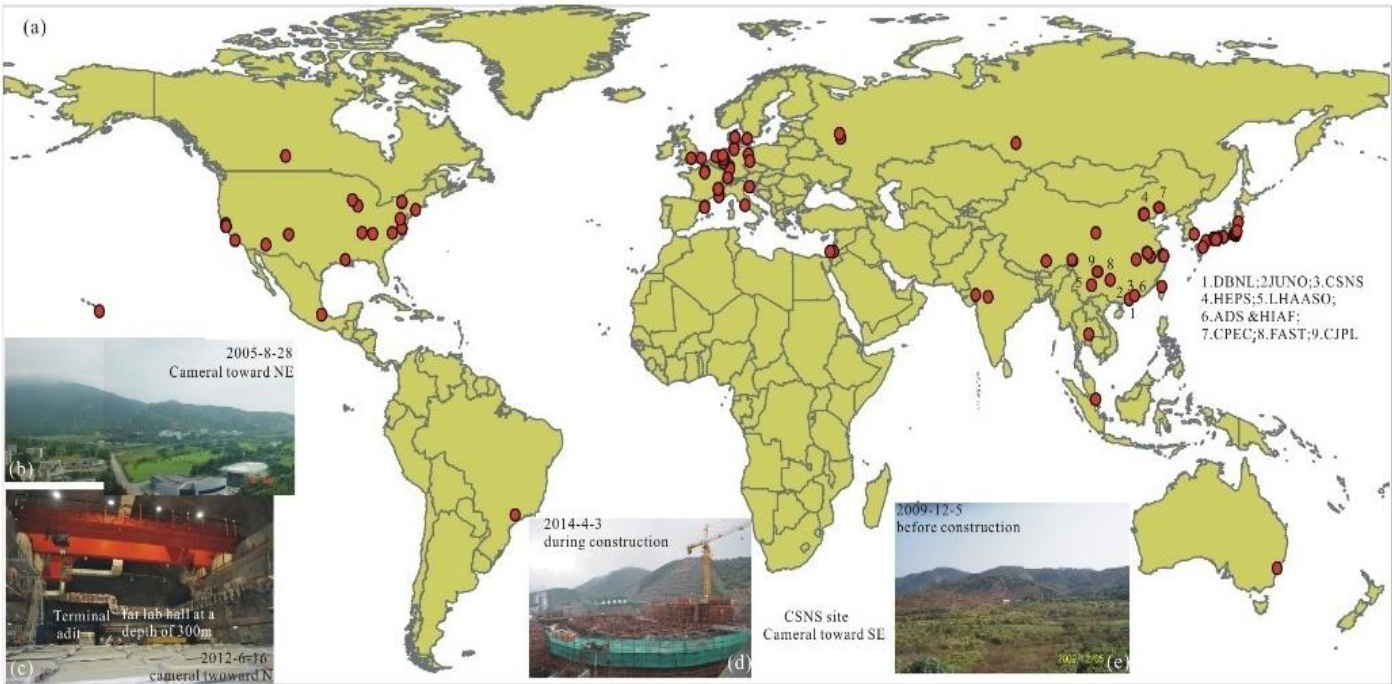 (a)
4 7
9 8
5
2 3 6
1
1.DBNL;2JUNO;3.CSNS
4.HEPS;5.LHAASO;
6.ADS &HIAF;
7.CPEC;8.FAST;9.CJPL
2005-8-28
Cameral toward NE
(b)
Terminal far lab hall at a
adit depth of 300m
2012-6-16
(c) cameral twoward N
2014-4-3
during construction
(d)
CSNS site
Cameral toward SE
2009-12-5
before construction
2002/12/05
(e)